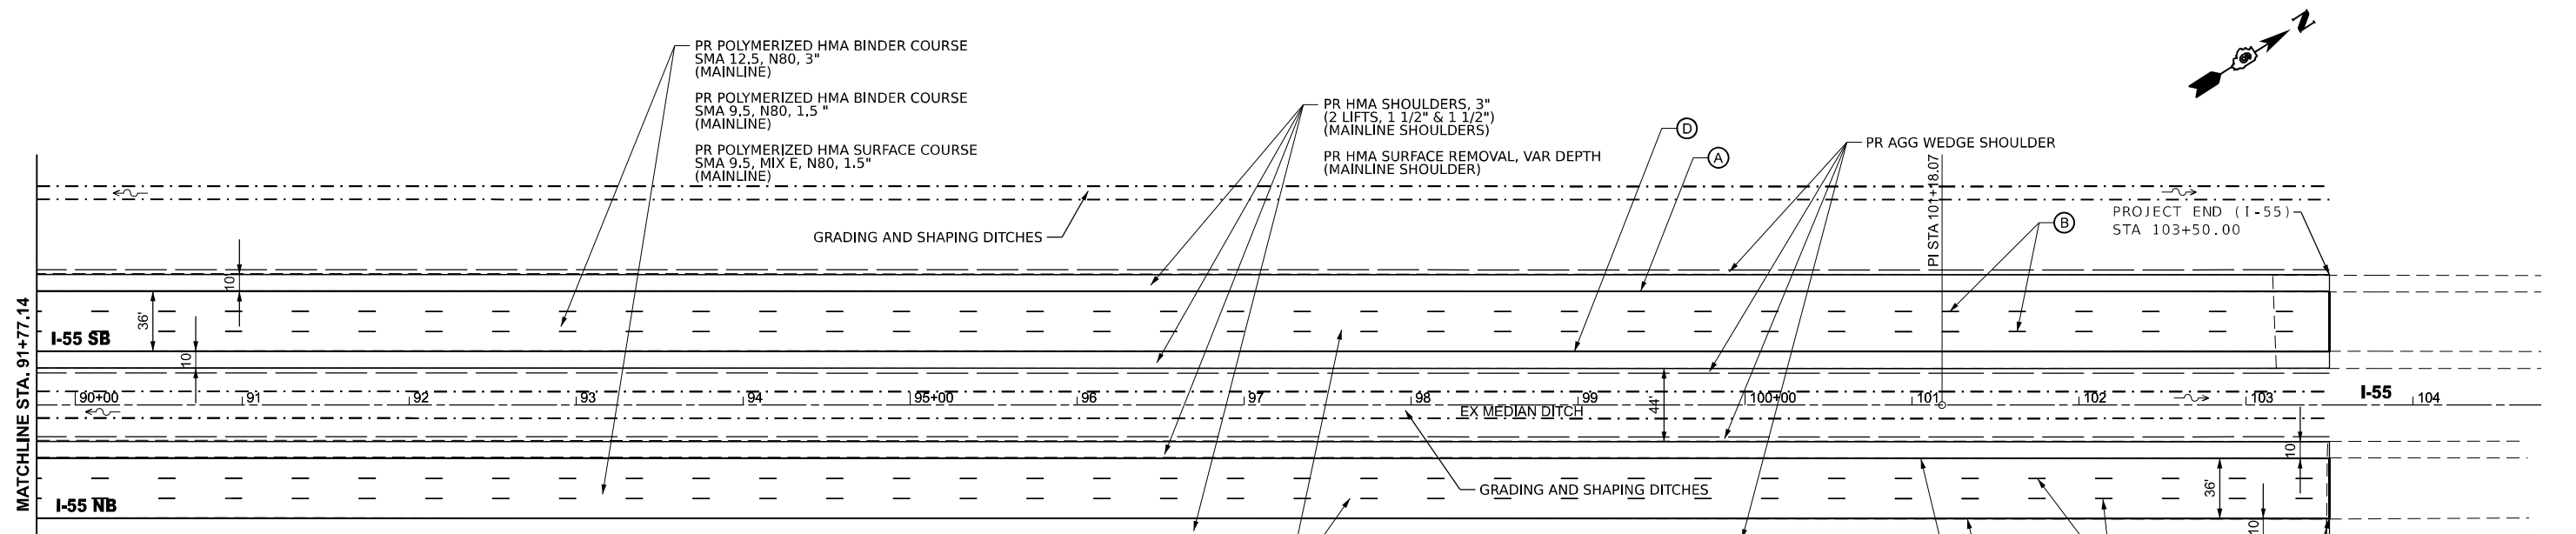 N
PR POLYMERIZED HMA BINDER COURSE
SMA 12.5, N80, 3"
(MAINLINE)
PR POLYMERIZED HMA BINDER COURSE
SMA 9.5, N80, 1.5 "
(MAINLINE)
PR POLYMERIZED HMA SURFACE COURSE
SMA 9.5, MIX E, N80, 1.5"
(MAINLINE)
PR HMA SHOULDERS, 3"
(2 LIFTS, 1 1/2" & 1 1/2")
(MAINLINE SHOULDERS)
PR HMA SURFACE REMOVAL, VAR DEPTH
(MAINLINE SHOULDER)
D
A
PR AGG WEDGE SHOULDER
PI STA 101+18.07
B
PROJECT END (I-55)
STA 103+50.00
GRADING AND SHAPING DITCHES
MATCHLINE STA. 91+77.14
10
36'
I-55 SB
10
90+00
91
92
93
94
95+00
96
97
98
99
100+00
101
102
103
I-55
104
EX MEDIAN DITCH
44'
10
GRADING AND SHAPING DITCHES
36'
I-55 NB
10